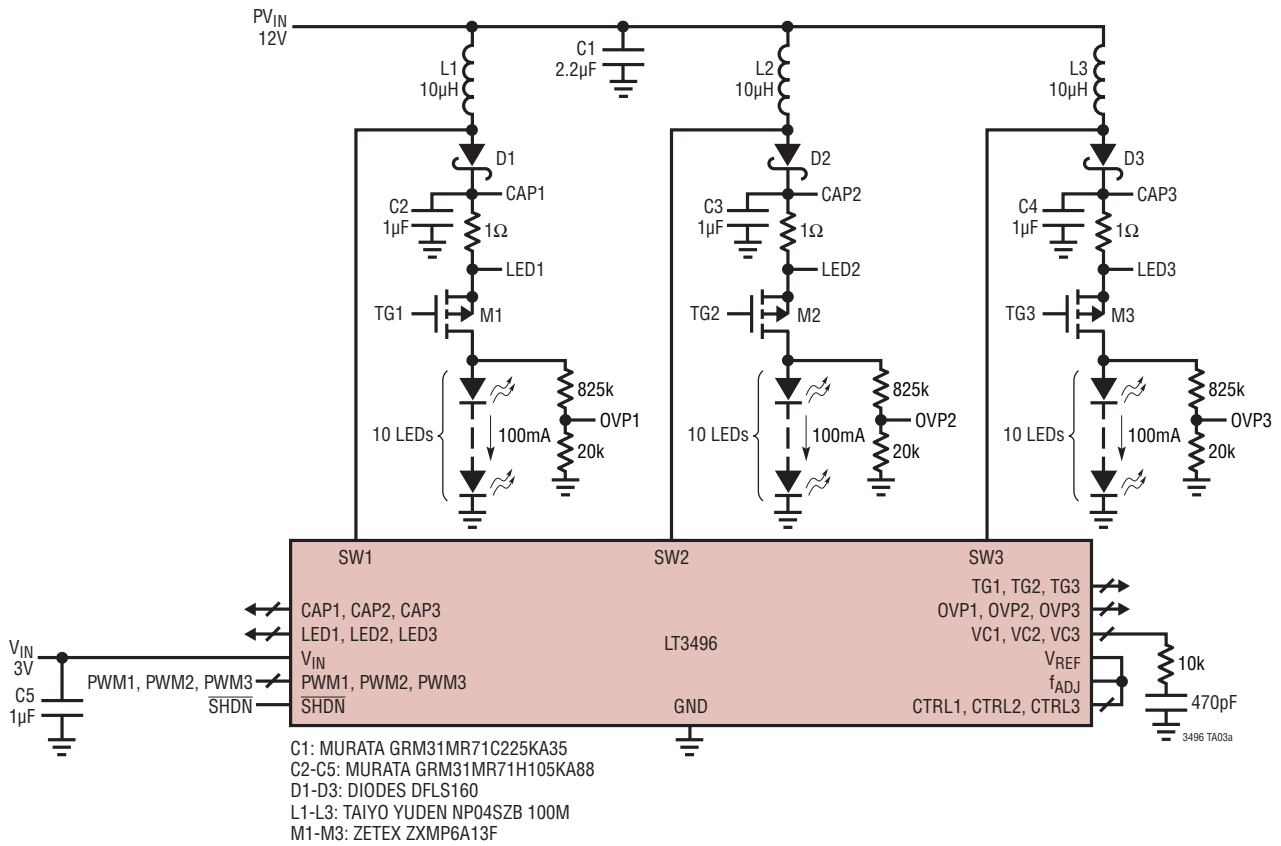 PVIN
12V
C1
2.2µF
L1
10µH
L2
10µH
L3
10µH
D1
D2
D3
CAP1
CAP2
CAP3
C2
1µF
C3
1µF
C4
1µF
1Ω
1Ω
1Ω
LED1
LED2
LED3
TG1
M1
TG2
M2
TG3
M3
825k
825k
825k
OVP1
OVP2
OVP3
10 LEDs
100mA
20k
10 LEDs
100mA
20k
10 LEDs
100mA
20k
SW1
SW2
SW3
TG1, TG2, TG3
CAP1, CAP2, CAP3
OVP1, OVP2, OVP3
LED1, LED2, LED3
LT3496
VC1, VC2, VC3
VIN
3V
VIN
VREF
10k
C5
1µF
PWM1, PWM2, PWM3
PWM1, PWM2, PWM3
fADJ
SHDN
SHDN
GND
CTRL1, CTRL2, CTRL3
470pF
3496 TA03a
C1: MURATA GRM31MR71C225KA35
C2-C5: MURATA GRM31MR71H105KA88
D1-D3: DIODES DFLS160
L1-L3: TAIYO YUDEN NP04SZB 100M
M1-M3: ZETEX ZXMP6A13F